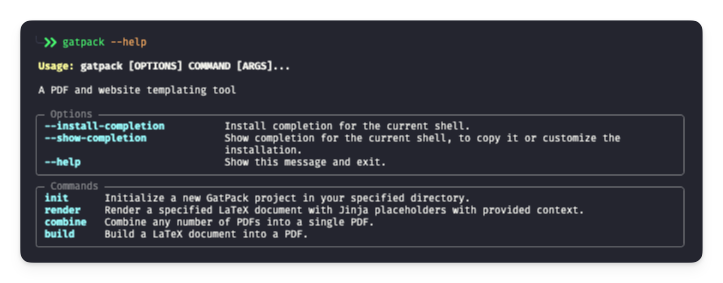 >> gatpack --help
Usage: gatpack [OPTIONS] COMMAND [ARGS]...
A PDF and website templating tool
Options
--install-completion Install completion for the current shell.
--show-completion Show completion for the current shell, to copy it or customize the
installation.
--help Show this message and exit.
Commands
init Initialize a new GatPack project in your specified directory.
render Render a specified LaTeX document with Jinja placeholders with provided context.
combine Combine any number of PDFs into a single PDF.
build Build a LaTeX document into a PDF.